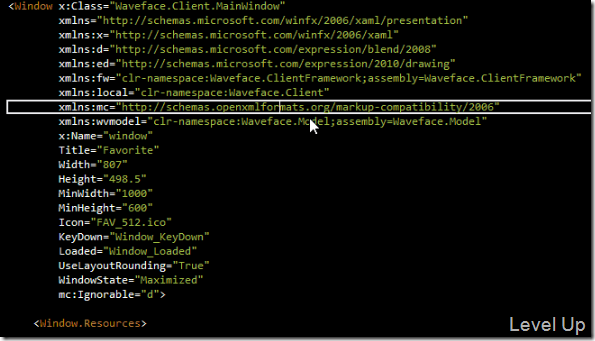 <Window x:Class="Waveface.Client.MainWindow"
xmlns="http://schemas.microsoft.com/winfx/2006/xaml/presentation"
xmlns:x="http://schemas.microsoft.com/winfx/2006/xaml"
xmlns:d="http://schemas.microsoft.com/expression/blend/2008"
xmlns:ed="http://schemas.microsoft.com/expression/2010/drawing"
xmlns:fw="clr-namespace:Waveface.ClientFramework;assembly=Waveface.ClientFramework"
xmlns:local="clr-namespace:Waveface.Client"
xmlns:mc="http://schemas.openxmlformats.org/markup-compatibility/2006"
xmlns:wvmodel="clr-namespace:Waveface.Model;assembly=Waveface.Model"
x:Name="window"
Title="Favorite"
Width="807"
Height="498.5"
MinWidth="1000"
MinHeight="600"
Icon="FAV_512.ico"
KeyDown="Window_KeyDown"
Loaded="Window_Loaded"
UseLayoutRounding="True"
WindowState="Maximized"
mc:Ignorable="d">
<Window.Resources>
Level Up